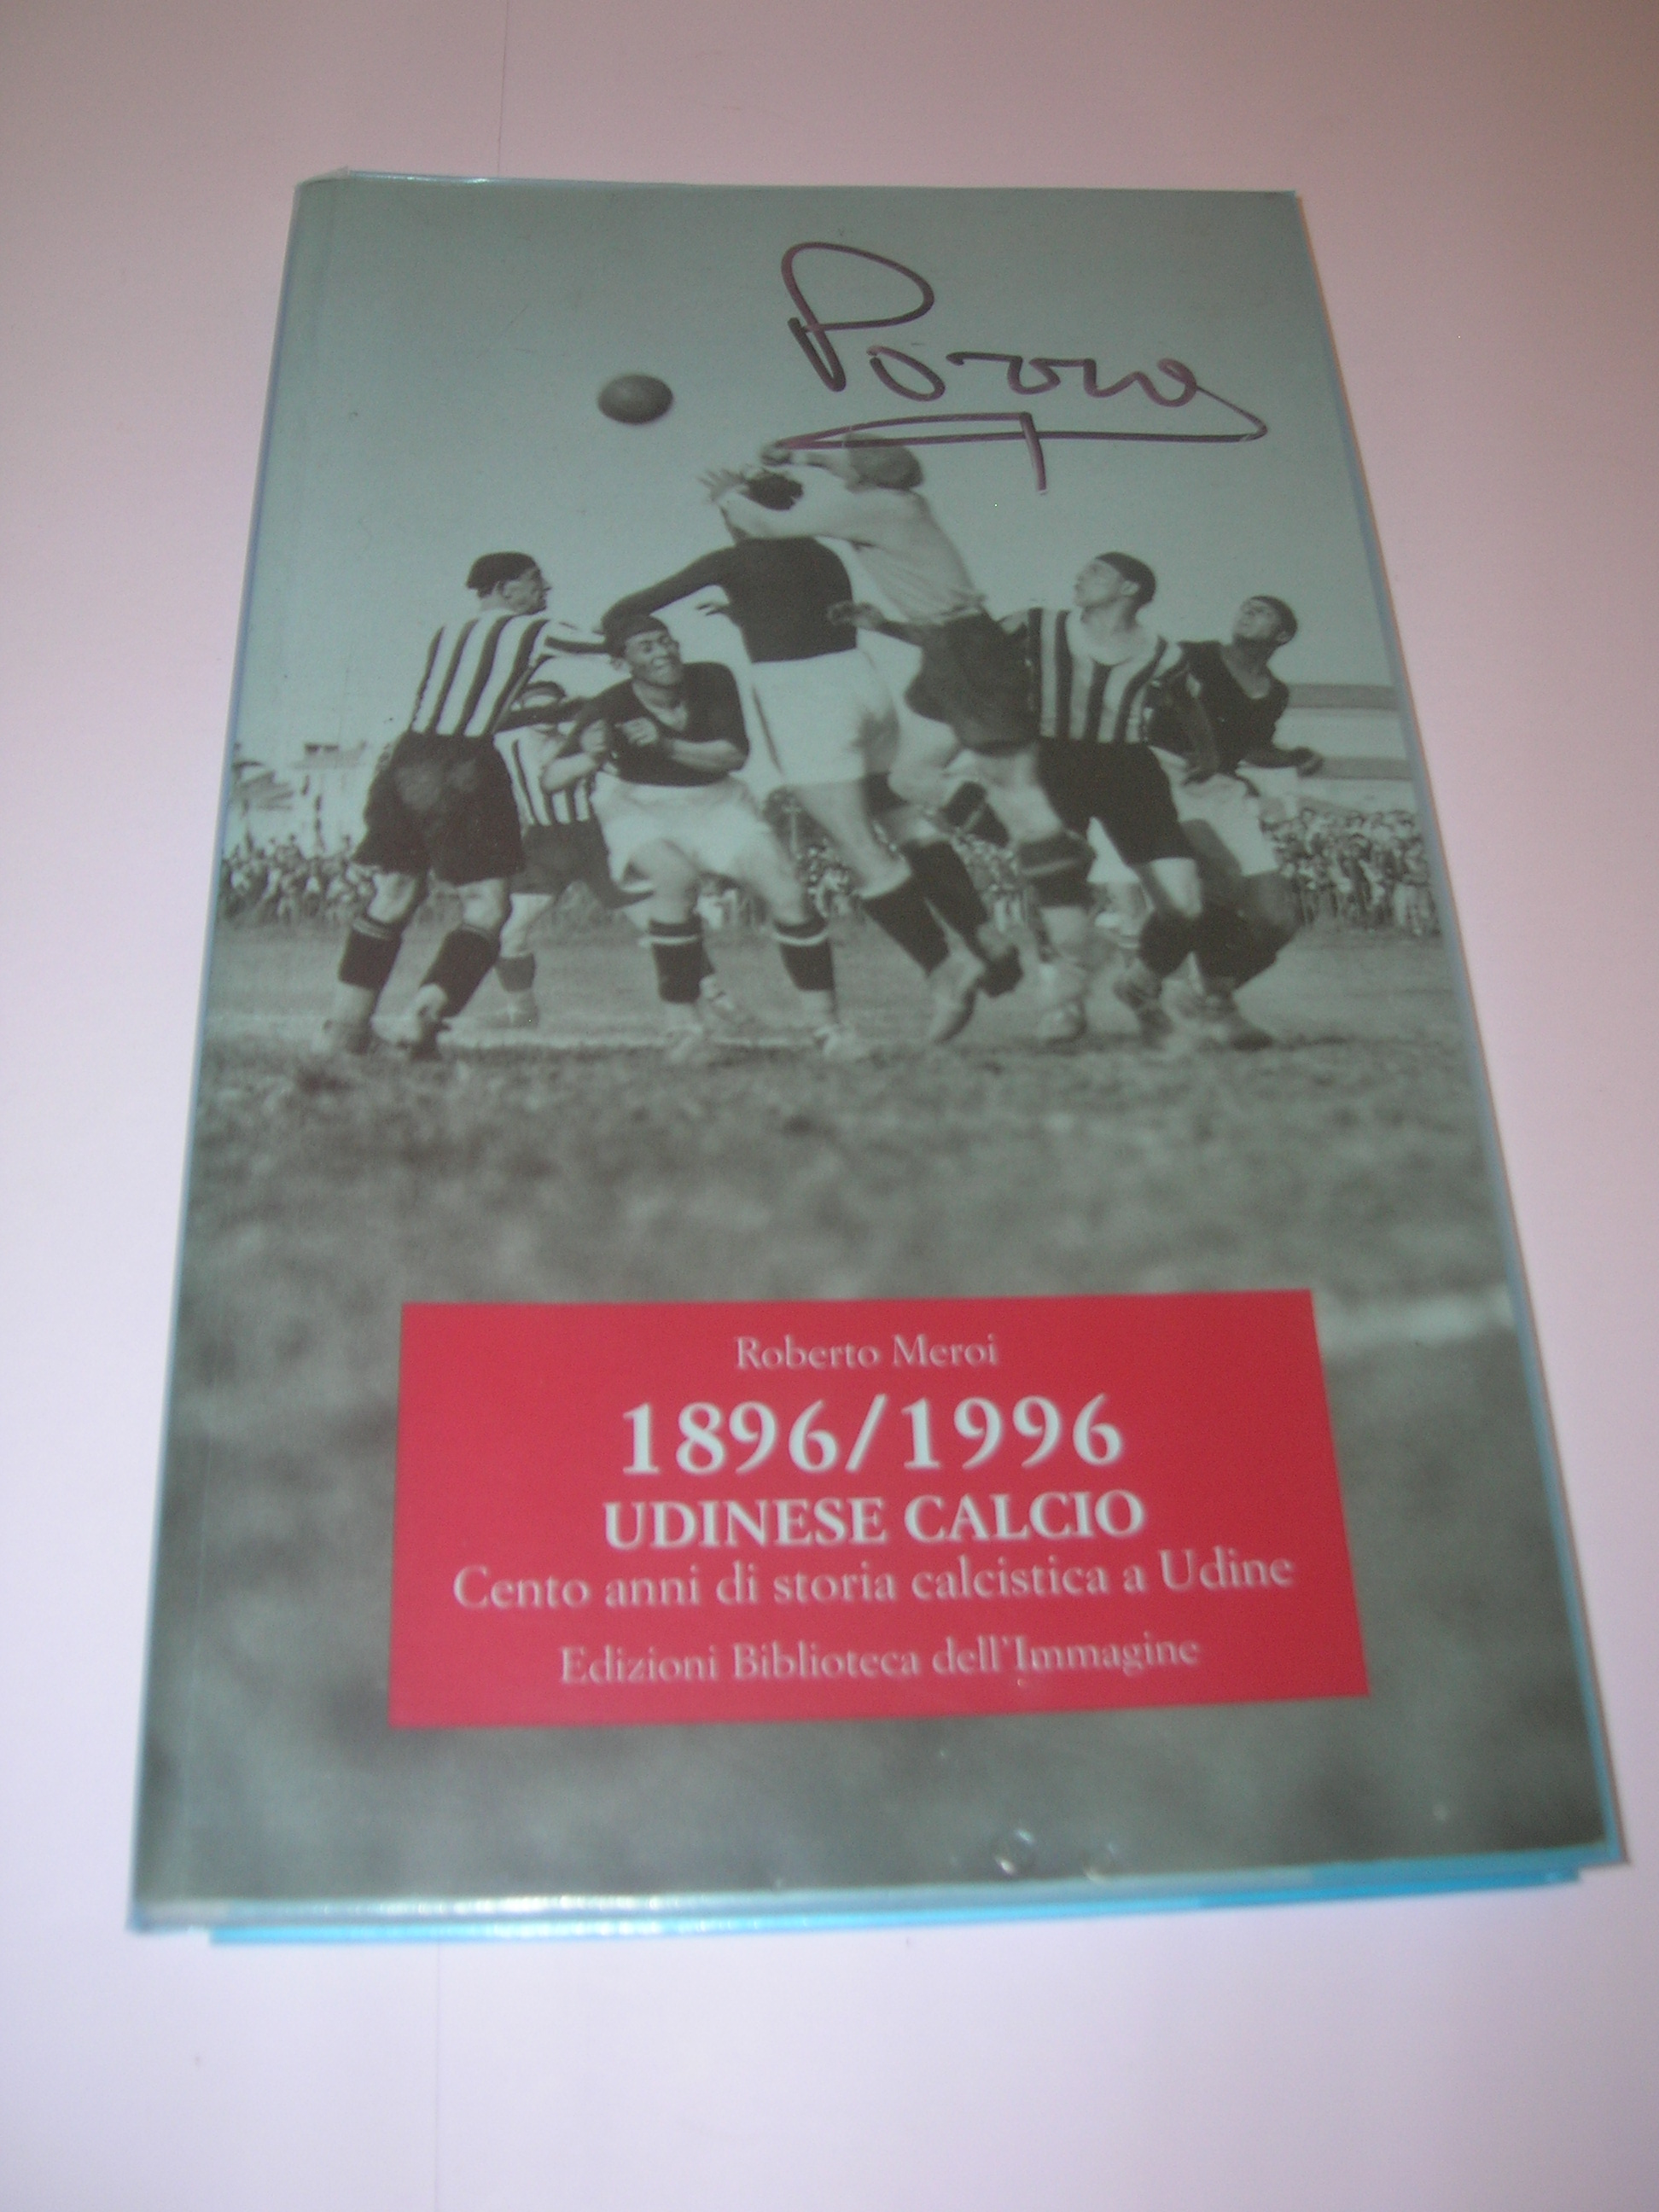 Roberto Meroi
1896/1996
UDINESE CALCIO
Cento anni di storia calcistica a Udine
Edizioni Biblioteca dell'Immagine